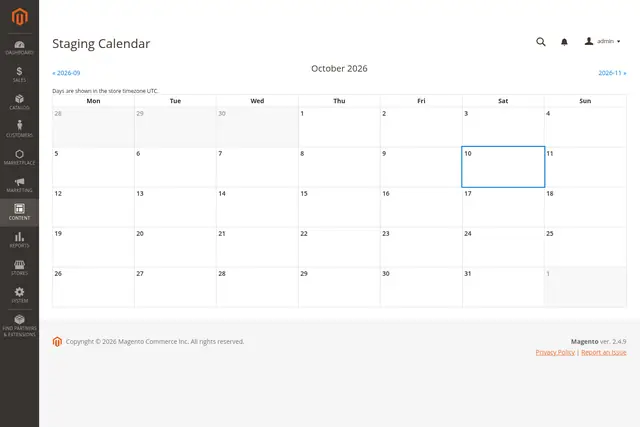 DASHBOARD
SALES
CATALOG
CUSTOMERS
MARKETPLACE
MARKETING
CONTENT
REPORTS
STORES
SYSTEM
FIND PARTNERS
& EXTENSIONS
Staging Calendar
admin
« 2026-09
October 2026
2026-11 »
Days are shown in the store timezone UTC.
Mon Tue Wed Thu Fri Sat Sun
28 29 30 1 2 3 4
5 6 7 8 9 10 11
12 13 14 15 16 17 18
19 20 21 22 23 24 25
26 27 28 29 30 31 1
Copyright © 2026 Magento Commerce Inc. All rights reserved.
Magento ver. 2.4.9
Privacy Policy | Report an Issue